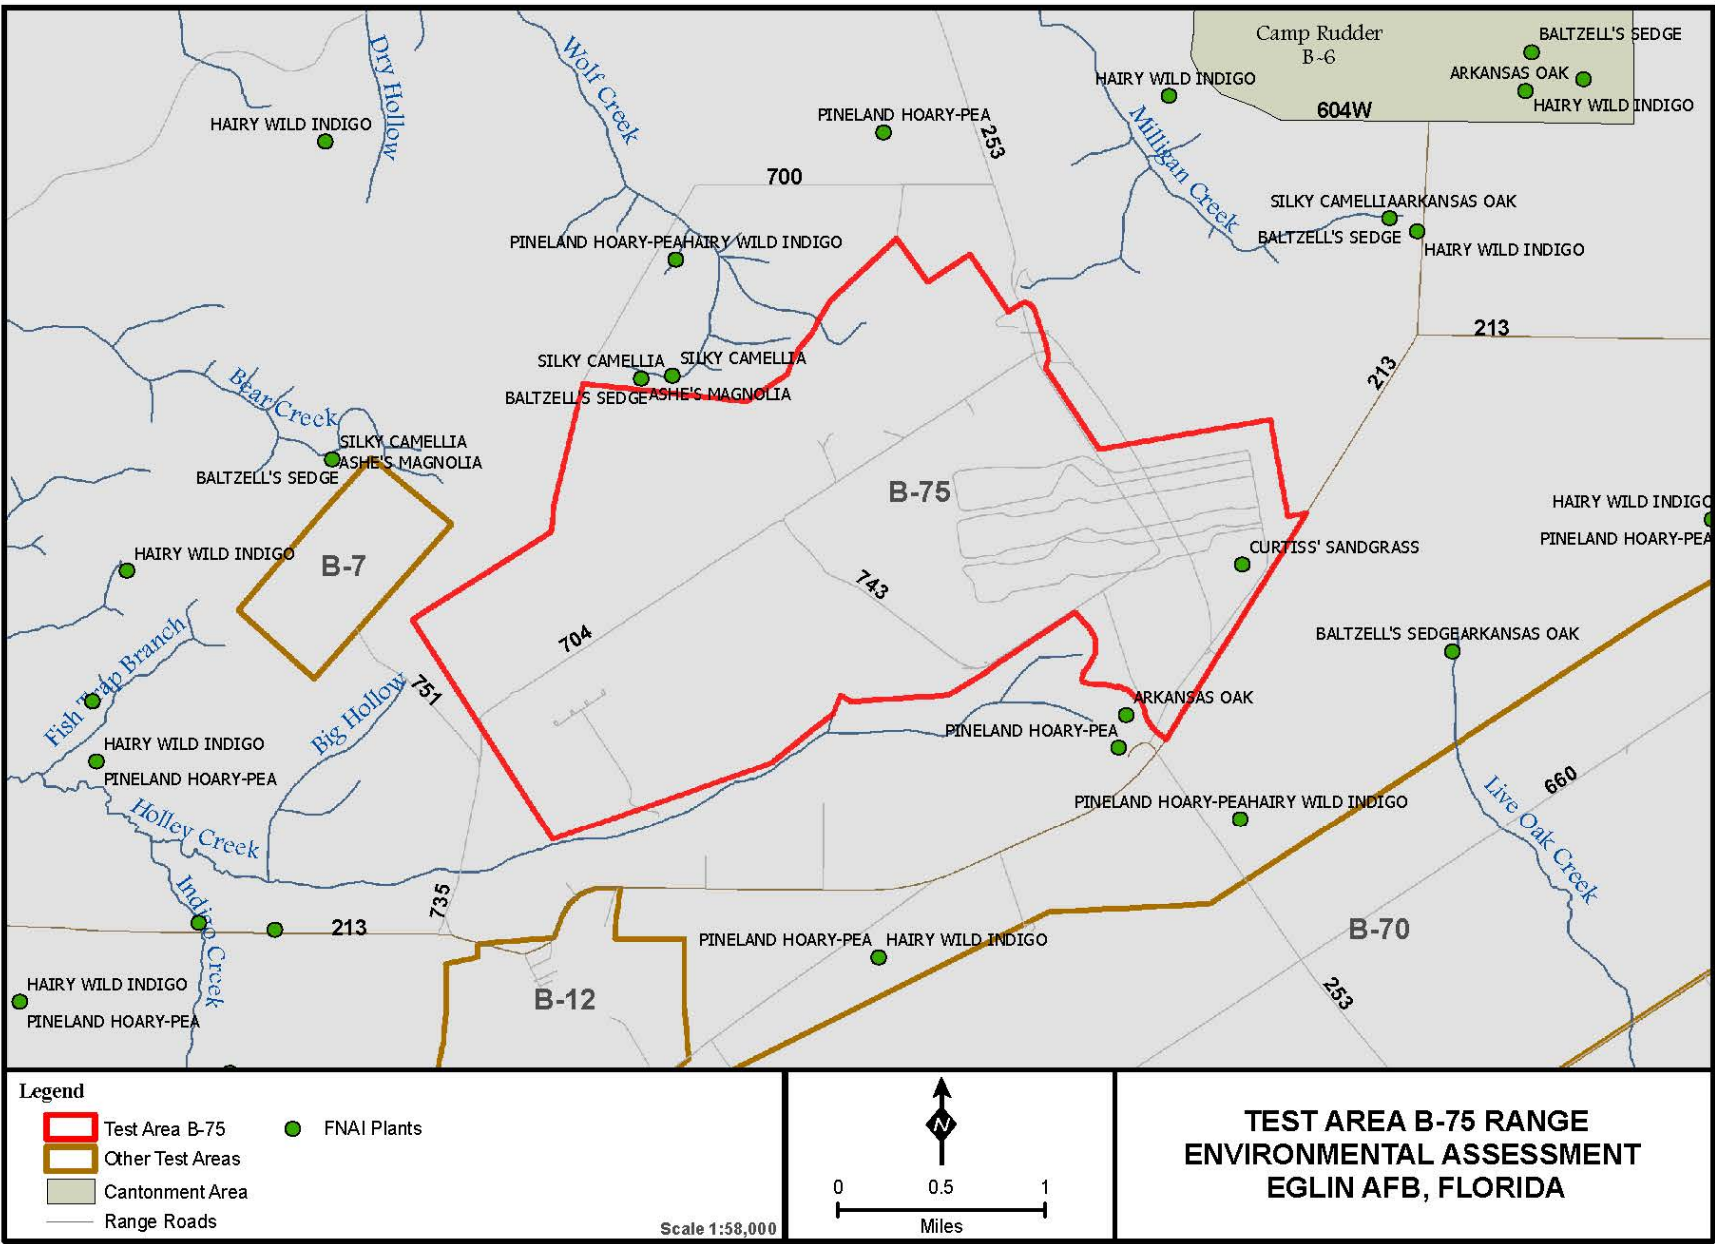 Camp Rudder
B-6
BALTZELL'S SEDGE
ARKANSAS OAK
HAIRY WILD INDIGO
604W
HAIRY WILD INDIGO
Dry Hollow
Wolf Creek
HAIRY WILD INDIGO
PINELAND HOARY-PEA
253
Milligan Creek
700
SILKY CAMELLIAARKANSAS OAK
BALTZELL'S SEDGE
HAIRY WILD INDIGO
PINELAND HOARY-PEAHAIRY WILD INDIGO
213
213
SILKY CAMELLIA
SILKY CAMELLIA
BALTZELL'S SEDGE
ASHE'S MAGNOLIA
Bear Creek
SILKY CAMELLIA
ASHE'S MAGNOLIA
BALTZELL'S SEDGE
B-75
HAIRY WILD INDIGO
PINELAND HOARY-PEA
HAIRY WILD INDIGO
B-7
CURTISS' SANDGRASS
743
704
BALTZELL'S SEDGEARKANSAS OAK
Fish Trap Branch
751
Big Hollow
ARKANSAS OAK
PINELAND HOARY-PEA
HAIRY WILD INDIGO
PINELAND HOARY-PEA
660
Live Oak Creek
PINELAND HOARY-PEAHAIRY WILD INDIGO
Holley Creek
Indigo Creek
735
213
B-70
PINELAND HOARY-PEA
HAIRY WILD INDIGO
HAIRY WILD INDIGO
PINELAND HOARY-PEA
B-12
253
Legend
Test Area B-75
FNAI Plants
Other Test Areas
Cantonment Area
Range Roads
Scale 1:58,000
N
0 0.5 1
Miles
TEST AREA B-75 RANGE
ENVIRONMENTAL ASSESSMENT
EGLIN AFB, FLORIDA